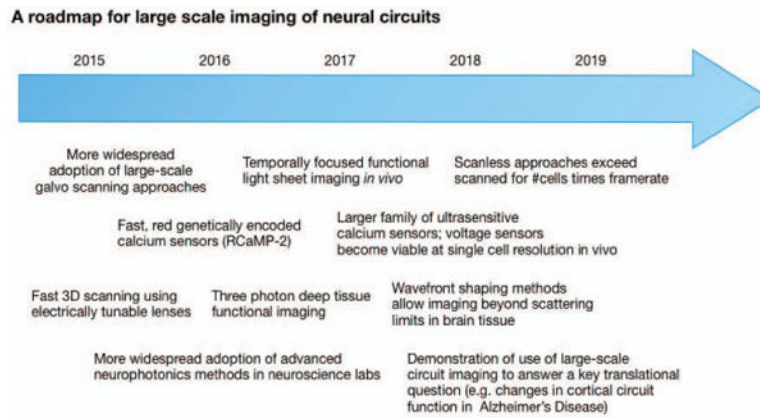 A roadmap for large scale imaging of neural circuits
2015 2016 2017 2018 2019
More widespread
adoption of large-scale
galvo scanning approaches
Temporally focused functional
light sheet imaging in vivo
Scanless approaches exceed
scanned for #cells times framerate
Fast, red genetically encoded
calcium sensors (RCaMP-2)
Larger family of ultrasensitive
calcium sensors; voltage sensors
become viable at single cell resolution in vivo
Fast 3D scanning using
electrically tunable lenses
Three photon deep tissue
functional imaging
Wavefront shaping methods
allow imaging beyond scattering
limits in brain tissue
More widespread adoption of advanced
neurophotonics methods in neuroscience labs
Demonstration of use of large-scale
circuit imaging to answer a key translational
question (e.g. changes in cortical circuit
function in Alzheimer's Disease)